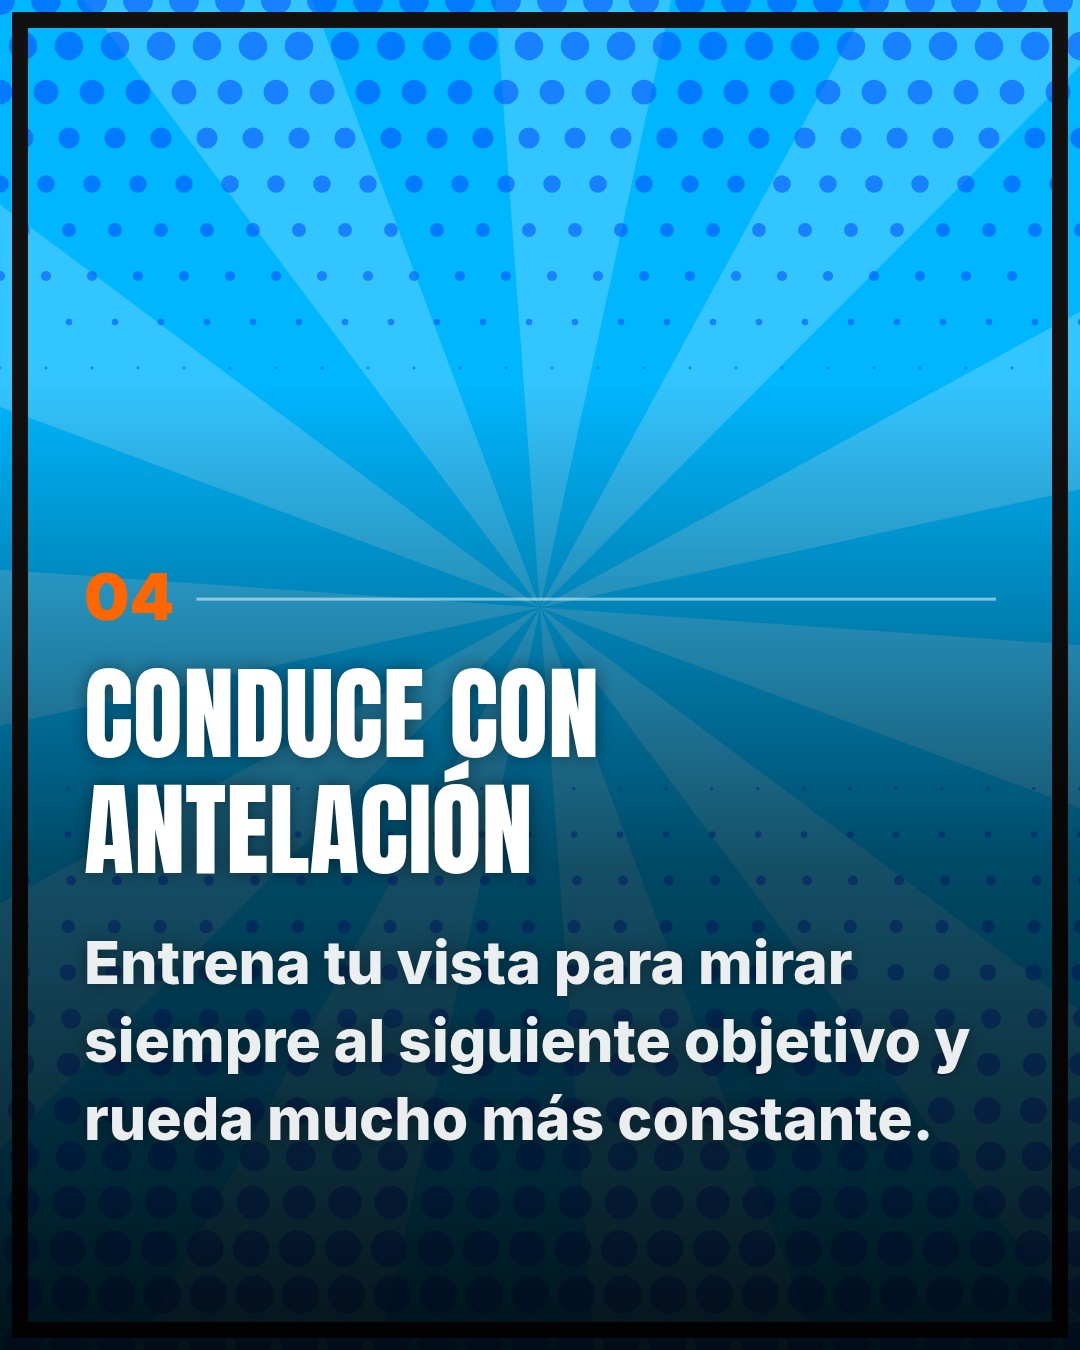 04
CONDUCE CON
ANTELACIÓN
Entrena tu vista para mirar
siempre al siguiente objetivo y
rueda mucho más constante.